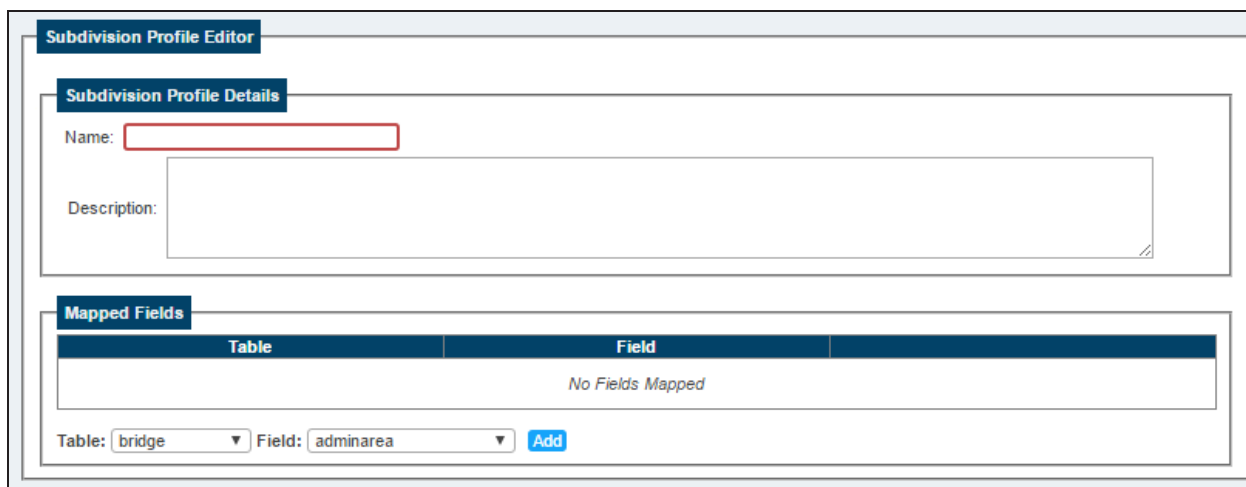 Subdivision Profile Editor
Subdivision Profile Details
Name:
Description:
Mapped Fields
Table Field
No Fields Mapped
Table: bridge Field: adminarea Add